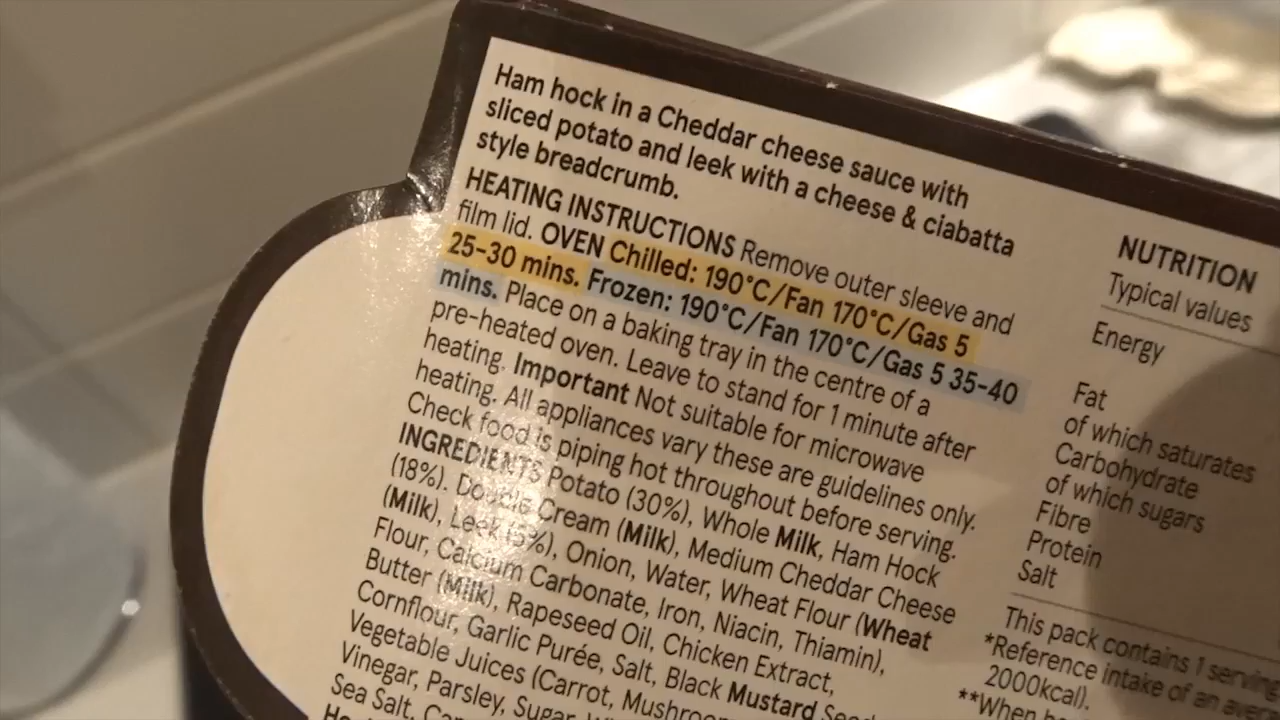 Ham hock in a Cheddar cheese sauce with
sliced potato and leek with a cheese & ciabatta
style breadcrumb.
HEATING INSTRUCTIONS Remove outer sleeve and
film lid. OVEN Chilled: 190°C/Fan 170°C/Gas 5
25-30 mins. Frozen: 190°C/Fan 170°C/Gas 5 35-40
mins. Place on a baking tray in the centre of a
pre-heated oven. Leave to stand for 1 minute after
heating. Important Not suitable for microwave
heating. All appliances vary these are guidelines only.
Check food is piping hot throughout before serving.
INGREDIENTS Potato (30%), Whole Milk, Ham Hock
(18%). Double Cream (Milk), Medium Cheddar Cheese
(Milk), Leek (5%), Onion, Water, Wheat Flour (Wheat
Flour, Calcium Carbonate, Iron, Niacin, Thiamin),
Butter (Milk), Rapeseed Oil, Chicken Extract,
Cornflour, Garlic Purée, Salt, Black Mustard
Vegetable Juices (Carrot,
Vinegar, Parsley, Sugar,
Sea Salt,
NUTRITION
Typical values
Energy
Fat
of which saturates
Carbohydrate
of which sugars
Fibre
Protein
Salt
This pack contains 1 serving
*Reference intake of an
2000kcal).
**When